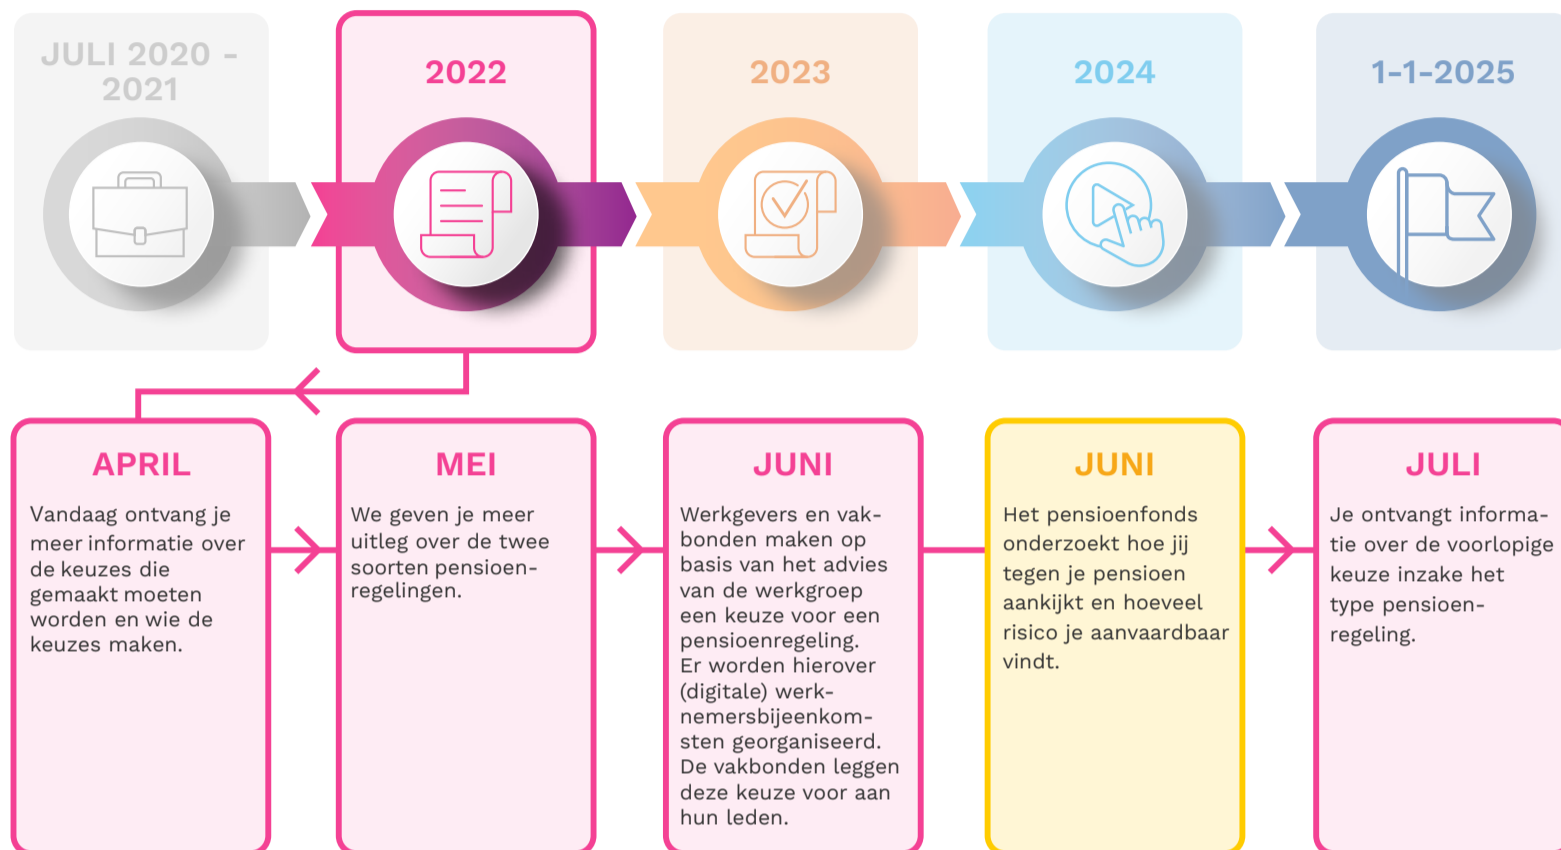 JULI 2020 -
2021
2022
2023
2024
1-1-2025
APRIL
Vandaag ontvang je
meer informatie over
de keuzes die
gemaakt moeten
worden en wie de
keuzes maken.
MEI
We geven je meer
uitleg over de twee
soorten pensioen-
regelingen.
JUNI
Werkgevers en vak-
bonden maken op
basis van het advies
van de werkgroep
een keuze voor een
pensioenregeling.
Er worden hierover
(digitale) werk-
nemersbijeenkom-
sten georganiseerd.
De vakbonden leggen
deze keuze voor aan
hun leden.
JUNI
Het pensioenfonds
onderzoekt hoe jij
tegen je pensioen
aankijkt en hoeveel
risico je aanvaardbaar
vindt.
JULI
Je ontvangt informa-
tie over de voorlopige
keuze inzake het
type pensioen-
regeling.